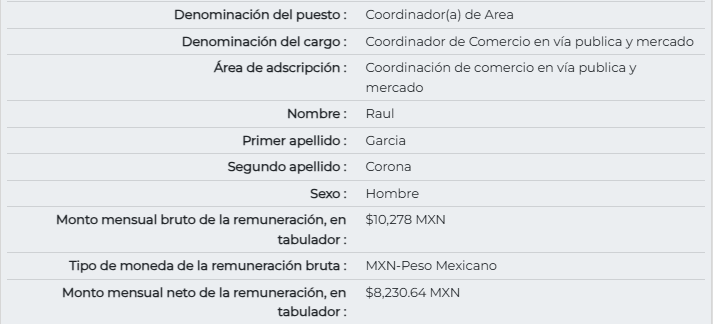 Denominación del puesto : Coordinador(a) de Area
Denominación del cargo : Coordinador de Comercio en vía publica y mercado
Área de adscripción : Coordinación de comercio en vía publica y
mercado
Nombre : Raul
Primer apellido : Garcia
Segundo apellido : Corona
Sexo : Hombre
Monto mensual bruto de la remuneración, en $10,278 MXN
tabulador :
Tipo de moneda de la remuneración bruta : MXN-Peso Mexicano
Monto mensual neto de la remuneración, en $8,230.64 MXN
tabulador :